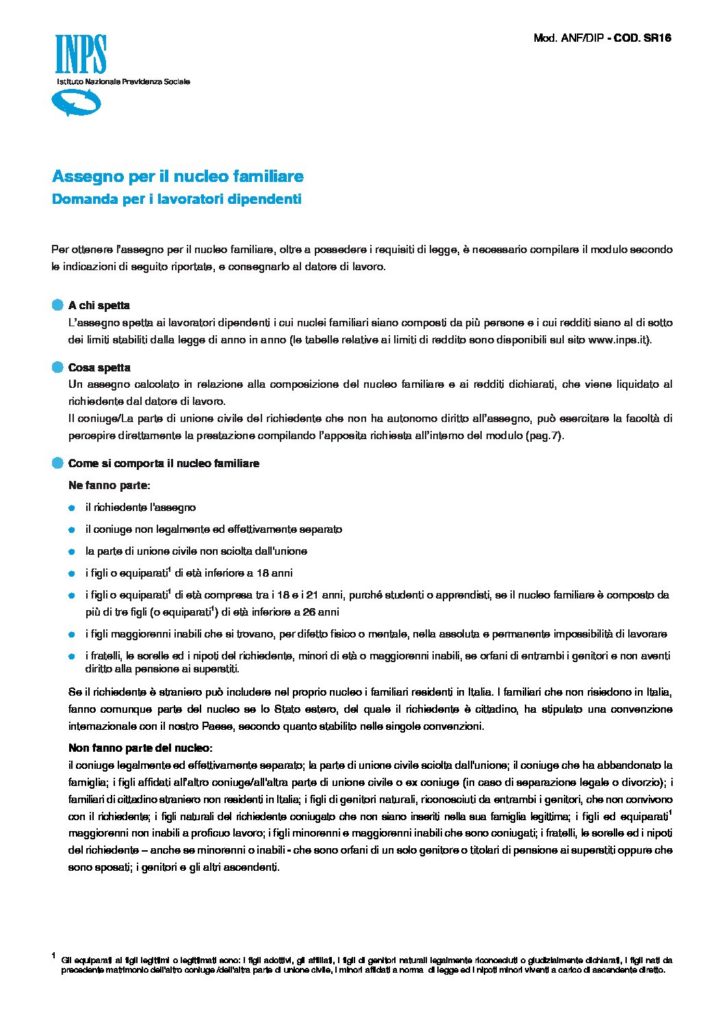 Mod. ANF/DIP - COD. SR16
INPS
Istituto Nazionale Previdenza Sociale
Assegno per il nucleo familiare
Domanda per i lavoratori dipendenti
Per ottenere l'assegno per il nucleo familiare, oltre a possedere i requisiti di legge, è necessario compilare il modulo secondo
le indicazioni di seguito riportate, e consegnarlo al datore di lavoro.
A chi spetta
L'assegno spetta ai lavoratori dipendenti i cui nuclei familiari siano composti da più persone e i cui redditi siano al di sotto
dei limiti stabiliti dalla legge di anno in anno (le tabelle relative ai limiti di reddito sono disponibili sul sito www.inps.it).
Cosa spetta
Un assegno calcolato in relazione alla composizione del nucleo familiare e ai redditi dichiarati, che viene liquidato al
richiedente dal datore di lavoro.
Il coniuge/La parte di unione civile del richiedente che non ha autonomo diritto all'assegno, può esercitare la facoltà di
percepire direttamente la prestazione compilando l'apposita richiesta all'interno del modulo (pag.7).
Come si comporta il nucleo familiare
Ne fanno parte:
il richiedente l'assegno
il coniuge non legalmente ed effettivamente separato
la parte di unione civile non sciolta dall'unione
i figli o equiparati1 di età inferiore a 18 anni
i figli o equiparati1 di età compresa tra i 18 e i 21 anni, purché studenti o apprendisti, se il nucleo familiare è composto da
più di tre figli (o equiparati1) di età inferiore a 26 anni
i figli maggiorenni inabili che si trovano, per difetto fisico o mentale, nella assoluta e permanente impossibilità di lavorare
i fratelli, le sorelle ed i nipoti del richiedente, minori di età o maggiorenni inabili, se orfani di entrambi i genitori e non aventi
diritto alla pensione ai superstiti.
Se il richiedente è straniero può includere nel proprio nucleo i familiari residenti in Italia. I familiari che non risiedono in Italia,
fanno comunque parte del nucleo se lo Stato estero, del quale il richiedente è cittadino, ha stipulato una convenzione
internazionale con il nostro Paese, secondo quanto stabilito nelle singole convenzioni.
Non fanno parte del nucleo:
il coniuge legalmente ed effettivamente separato; la parte di unione civile sciolta dall'unione; il coniuge che ha abbandonato la
famiglia; i figli affidati all'altro coniuge/all'altra parte di unione civile o ex coniuge (in caso di separazione legale o divorzio); i
familiari di cittadino straniero non residenti in Italia; i figli di genitori naturali, riconosciuti da entrambi i genitori, che non convivono
con il richiedente; i figli naturali del richiedente coniugato che non siano inseriti nella sua famiglia legittima; i figli ed equiparati1
maggiorenni non inabili a proficuo lavoro; i figli minorenni e maggiorenni inabili che sono coniugati; i fratelli, le sorelle ed i nipoti
del richiedente – anche se minorenni o inabili - che sono orfani di un solo genitore o titolari di pensione ai superstiti oppure che
sono sposati; i genitori e gli altri ascendenti.
1 Gli equiparati ai figli legittimi o legittimati sono: i figli adottivi, gli affiliati, i figli di genitori naturali legalmente riconosciuti o giudizialmente dichiarati, i figli nati da
precedente matrimonio dell'altro coniuge /dell'altra parte di unione civile, i minori affidati a norma di legge ed i nipoti minori viventi a carico di ascendente diretto.